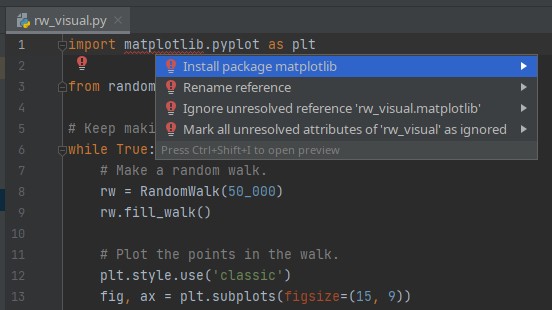 rw_visual.py
1 import matplotlib.pyplot as plt
2
Install package matplotlib
3 from random
Rename reference
4
Ignore unresolved reference 'rw_visual.matplotlib'
5 # Keep maki
Mark all unresolved attributes of 'rw_visual' as ignored
6 while True:
Press Ctrl+Shift+I to open preview
7 # Make a random walk.
8 rw = RandomWalk(50_000)
9 rw.fill_walk()
10
11 # Plot the points in the walk.
12 plt.style.use('classic')
13 fig, ax = plt.subplots(figsize=(15, 9))